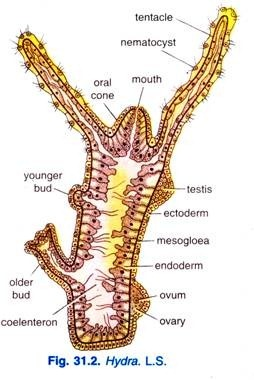 tentacle
nematocyst
oral
cone
mouth
younger
bud
testis
ectoderm
mesogloea
endoderm
older
bud
ovum
coelenteron
ovary
Fig. 31.2. Hydra. L.S.